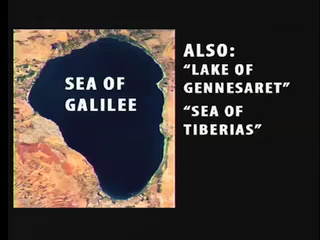 SEA OF
GALILEE
ALSO:
"LAKE OF
GENNESARET"
"SEA OF
TIBERIAS"